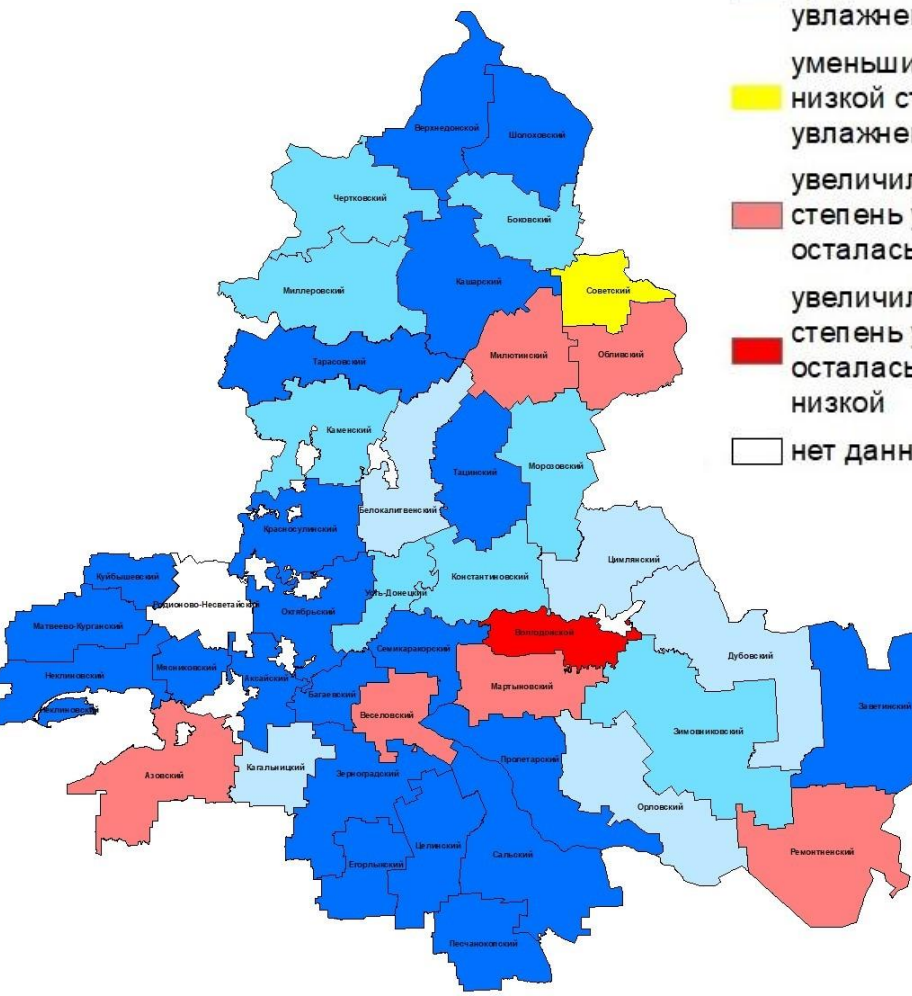 увлажнен
уменьши
низкой ст
увлажнен
увеличил
степень у
осталась
увеличил
степень у
осталась
низкой
нет данн
Верхнедонской
Шолоховский
Чертковский
Боковский
Кашарский
Советский
Миллеровский
Милютинский
Обливский
Тарасовский
Каменский
Морозовский
Тацинский
Белокалитвенский
Красносулинский
Цимлянский
Куйбышевский
Константиновский
Усть-Донецкий
Родионово-Несветайский
Октябрьский
Матвеево-Курганский
Волгодонской
Семикаракорский
Дубовский
Мясниковский
Неклиновский
Аксайский
Мартыновский
Багаевский
Заветинский
Неклиновский
Веселовский
Зимовниковский
Пролетарский
Кагальницкий
Азовский
Зерноградский
Орловский
Целинский
Ремонтненский
Сальский
Егорлыкский
Песчанокопский